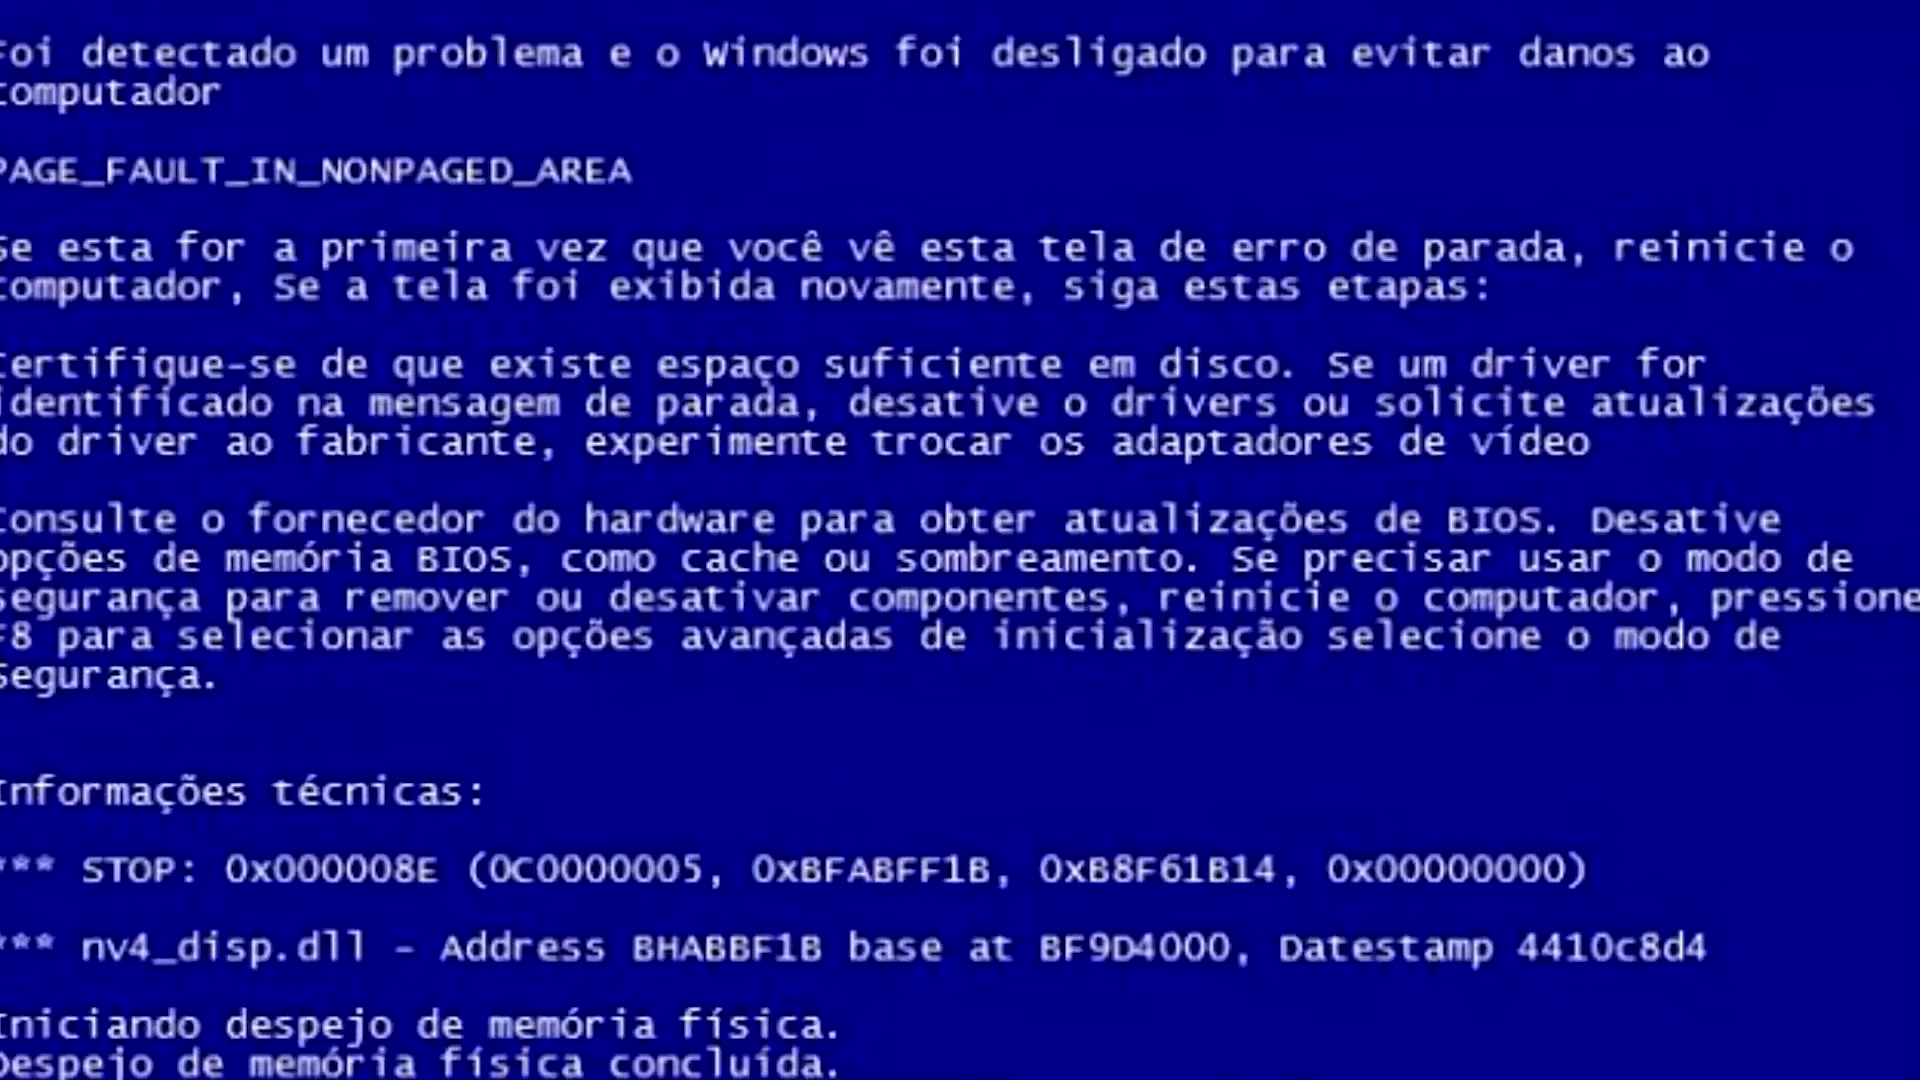 Foi detectado um problema e o Windows foi desligado para evitar danos ao
computador
PAGE_FAULT_IN_NONPAGED_AREA
Se esta for a primeira vez que você vê esta tela de erro de parada, reinicie o
computador, Se a tela foi exibida novamente, siga estas etapas:
Certifique-se de que existe espaço suficiente em disco. Se um driver for
identificado na mensagem de parada, desative o drivers ou solicite atualizações
do driver ao fabricante, experimente trocar os adaptadores de vídeo
Consulte o fornecedor do hardware para obter atualizações de BIOS. Desative
opções de memória BIOS, como cache ou sombreamento. Se precisar usar o modo de
segurança para remover ou desativar componentes, reinicie o computador, pressione
F8 para selecionar as opções avançadas de inicialização selecione o modo de
Segurança.
Informações técnicas:
*** STOP: 0x000008E (0C0000005, 0xBFABFF1B, 0xB8F61B14, 0x00000000)
*** nv4_disp.dll - Address BHABBF1B base at BF9D4000, Datestamp 4410c8d4
Iniciando despejo de memória física.
Despejo de memória física concluída.